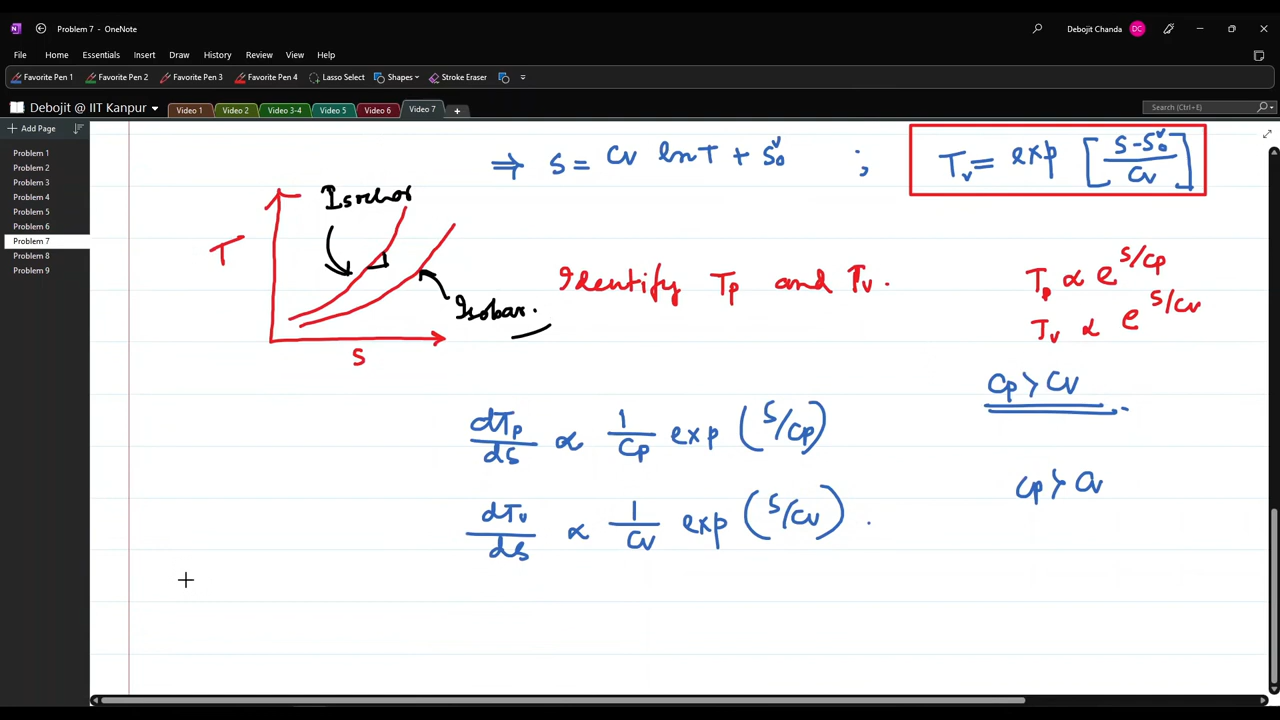 Problem 7 - OneNote
Debojit Chanda DC
File Home Essentials Insert Draw History Review View Help
Favorite Pen 1 Favorite Pen 2 Favorite Pen 3 Favorite Pen 4 Lasso Select Shapes Stroke Eraser
Debojit @ IIT Kanpur Video 1 Video 2 Video 3-4 Video 5 Video 6 Video 7 + Search (Ctrl+E)
+ Add Page
Problem 1
Problem 2
Problem 3
Problem 4
Problem 5
Problem 6
Problem 7
Problem 8
Problem 9
⇒ S = Cv lnT + S₀ᵛ ; Tv = exp [ (S-S₀ᵛ)/Cv ]
Isochor
T
Isobar.
S
Identify Tp and Tv.
Tp ∝ e^S/Cp
Tv ∝ e^S/Cv
Cp > Cv
dTp/ds ∝ 1/Cp exp (S/Cp)
Cp > Cv
dTv/ds ∝ 1/Cv exp (S/Cv) .